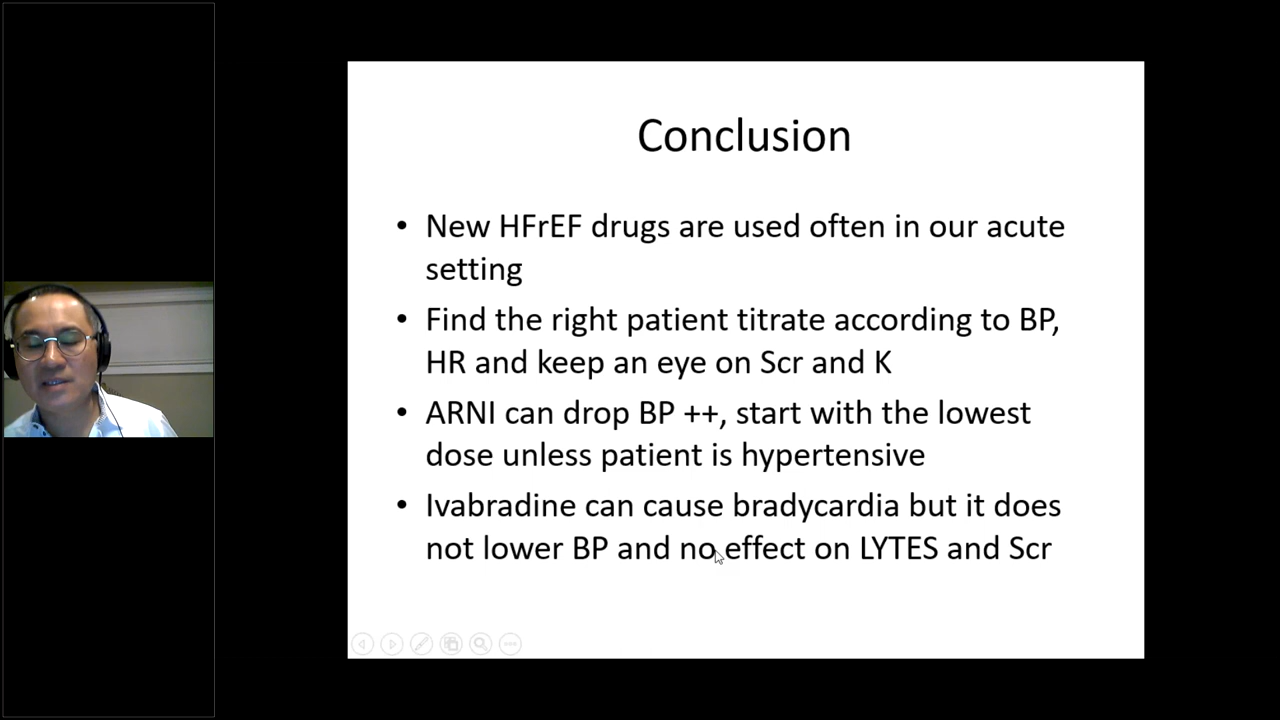 Conclusion
• New HFrEF drugs are used often in our acute
setting
• Find the right patient titrate according to BP,
HR and keep an eye on Scr and K
• ARNI can drop BP ++, start with the lowest
dose unless patient is hypertensive
• Ivabradine can cause bradycardia but it does
not lower BP and no effect on LYTES and Scr